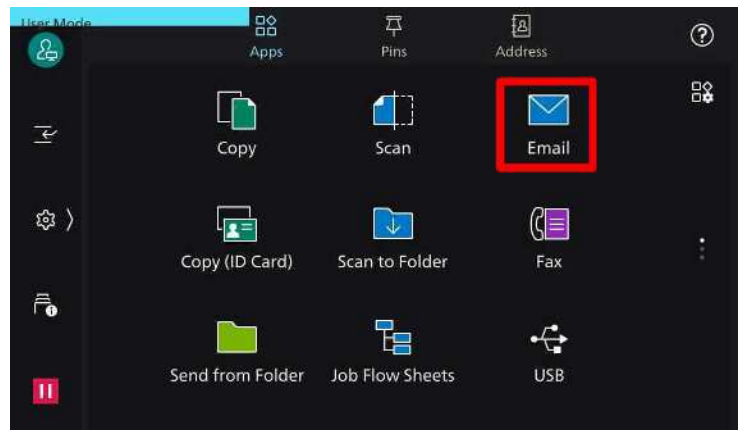 User Mode
Apps
Pins
Address
Copy
Scan
Email
Copy (ID Card)
Scan to Folder
Fax
Send from Folder
Job Flow Sheets
USB